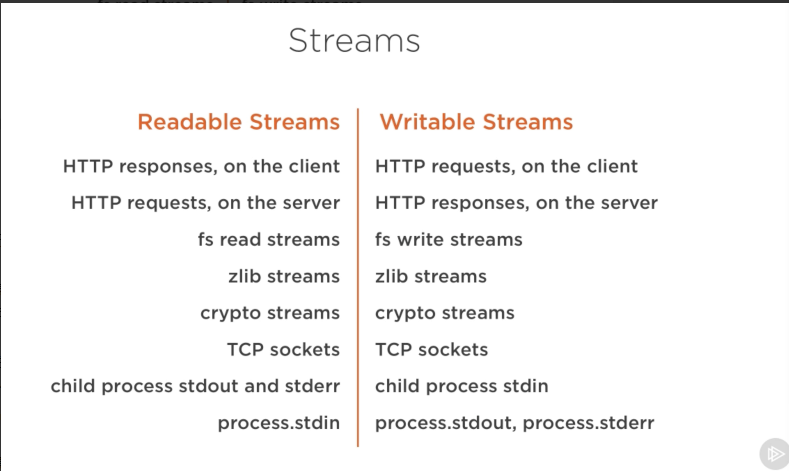 Streams
Readable Streams
HTTP responses, on the client
HTTP requests, on the server
fs read streams
zlib streams
crypto streams
TCP sockets
child process stdout and stderr
process.stdin
Writable Streams
HTTP requests, on the client
HTTP responses, on the server
fs write streams
zlib streams
crypto streams
TCP sockets
child process stdin
process.stdout, process.stderr